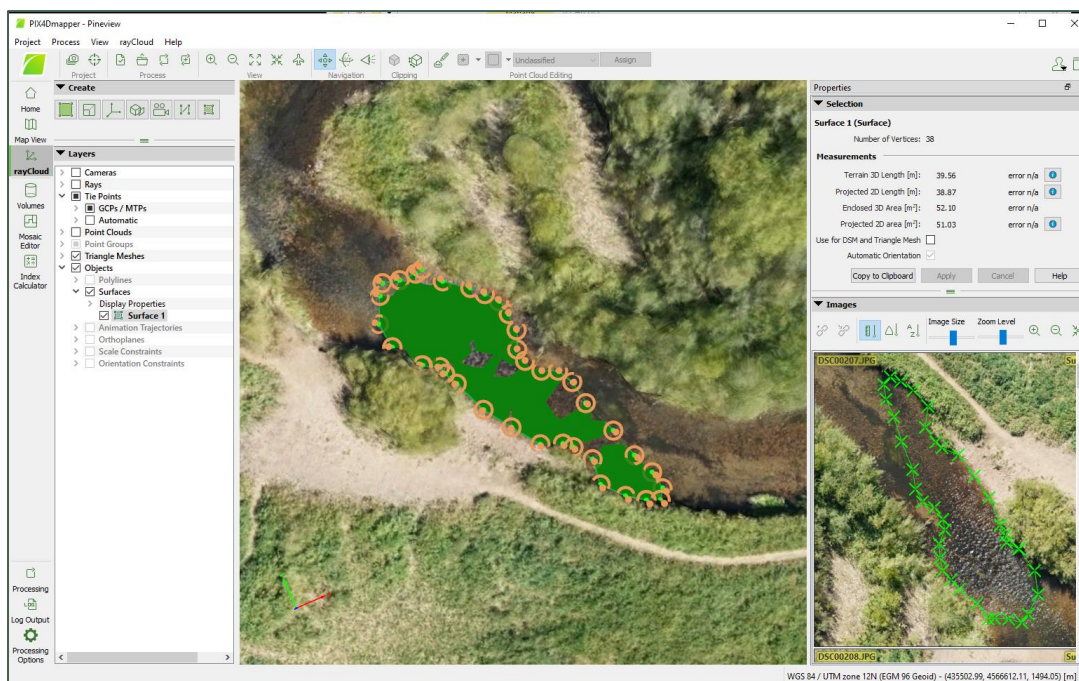 PIX4Dmapper - Pineview
Project Process View rayCloud Help
Project Process View Navigation Clipping Point Cloud Editing
Unclassified Assign
Home
Map View
rayCloud
Volumes
Mosaic
Editor
Index
Calculator
Processing
Log Output
Processing
Options
Create
Layers
Cameras
Rays
Tie Points
GCPs / MTPs
Automatic
Point Clouds
Point Groups
Triangle Meshes
Objects
Polylines
Surfaces
Display Properties
Surface 1
Animation Trajectories
Orthoplanes
Scale Constraints
Orientation Constraints
Properties
Selection
Surface 1 (Surface)
Number of Vertices: 38
Measurements
Terrain 3D Length [m]: 39.56 error n/a
Projected 2D Length [m]: 38.87 error n/a
Enclosed 3D Area [m²]: 52.10 error n/a
Projected 2D area [m²]: 51.03 error n/a
Use for DSM and Triangle Mesh
Automatic Orientation
Copy to Clipboard Apply Cancel Help
Images
Image Size Zoom Level
DSC00207.JPG Su
DSC00208.JPG Su
WGS 84 / UTM zone 12N (EGM 96 Geoid) - (435502.99, 4566612.11, 1494.05) [m]